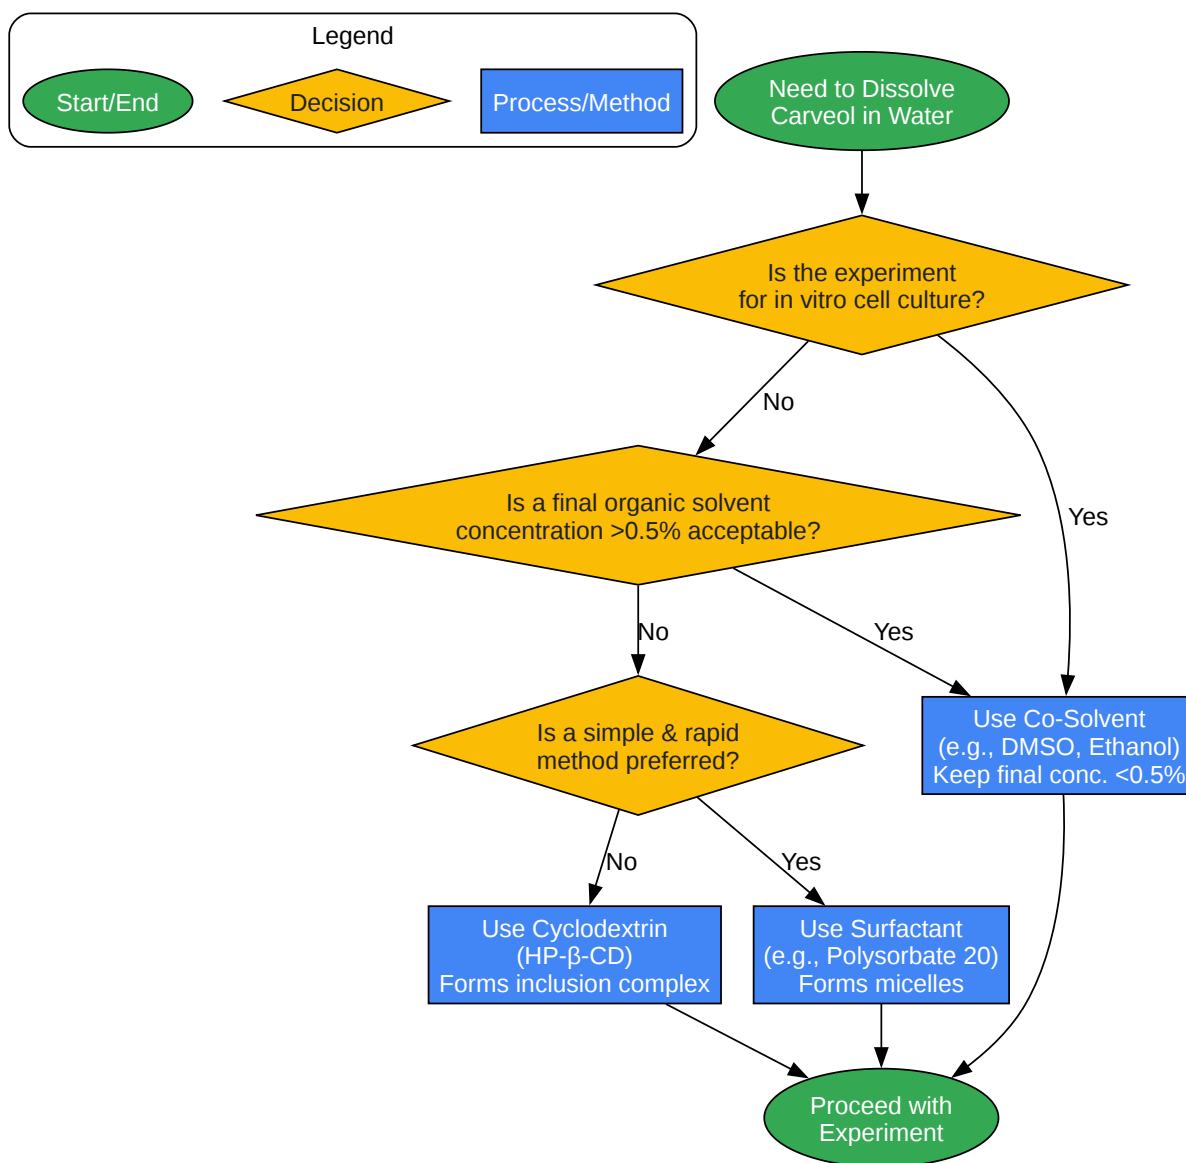 Legend
Start/End
Decision
Process/Method
Need to Dissolve
Carveol in Water
Is the experiment
for in vitro cell culture?
No
Yes
Is a final organic solvent
concentration >0.5% acceptable?
No
Yes
Is a simple & rapid
method preferred?
Use Co-Solvent
(e.g., DMSO, Ethanol)
Keep final conc. <0.5%
No
Yes
Use Cyclodextrin
(HP-β-CD)
Forms inclusion complex
Use Surfactant
(e.g., Polysorbate 20)
Forms micelles
Proceed with
Experiment